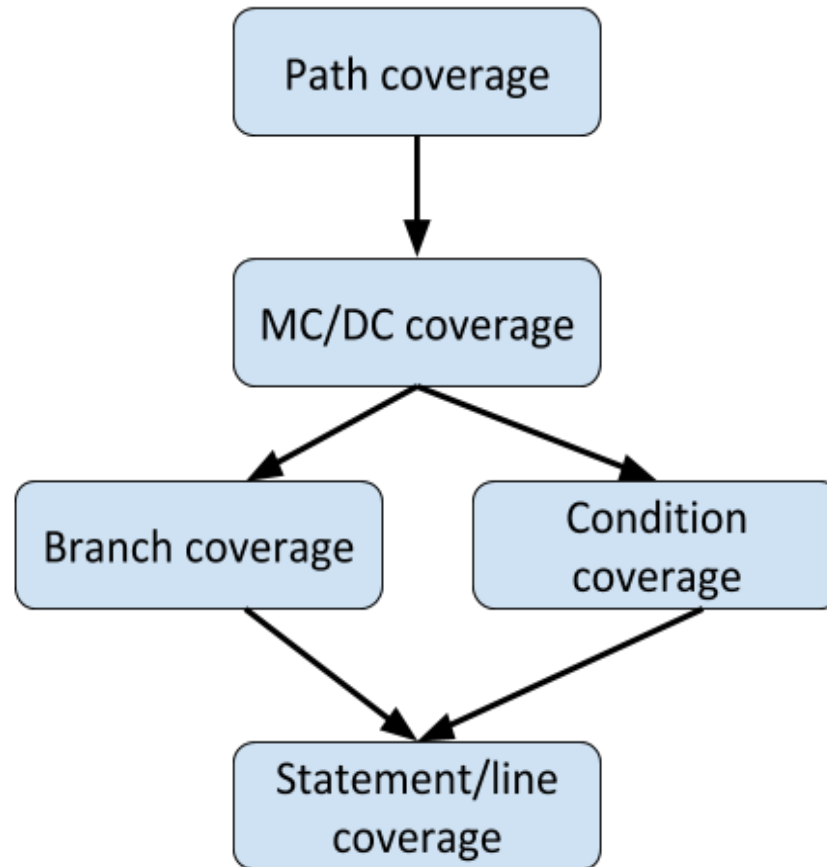 Path coverage
MC/DC coverage
Branch coverage
Condition
coverage
Statement/line
coverage